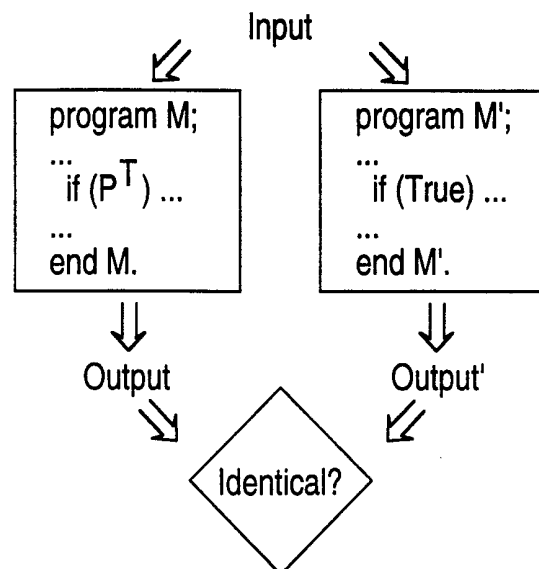 Input
program M;
...
if (P^T) ...
...
end M.
program M';
...
if (True) ...
...
end M'.
Output
Output'
Identical?